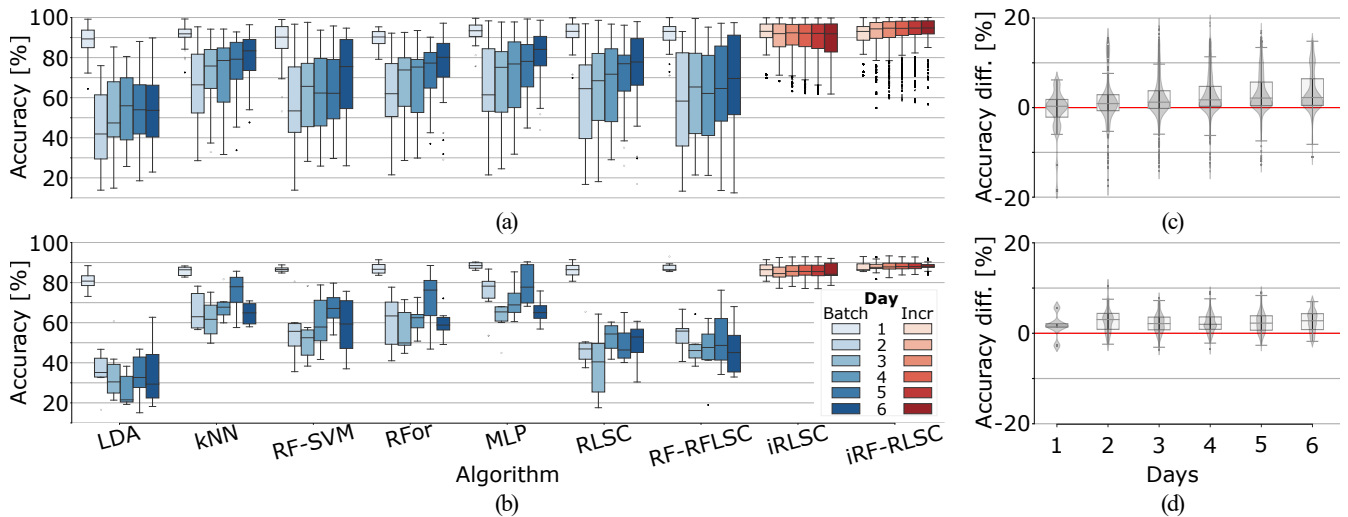 100
80
60
40
20
Accuracy [%]
(a)
100
80
60
40
20
Accuracy [%]
LDA
kNN
RF-SVM
RFor
MLP
RLSC
RF-RFLSC
iRLSC
iRF-RLSC
Algorithm
(b)
Day
Batch Incr
1
2
3
4
5
6
20
0
A-20
Accuracy diff. [%]
(c)
20
0
-20
Accuracy diff. [%]
1 2 3 4 5 6
Days
(d)